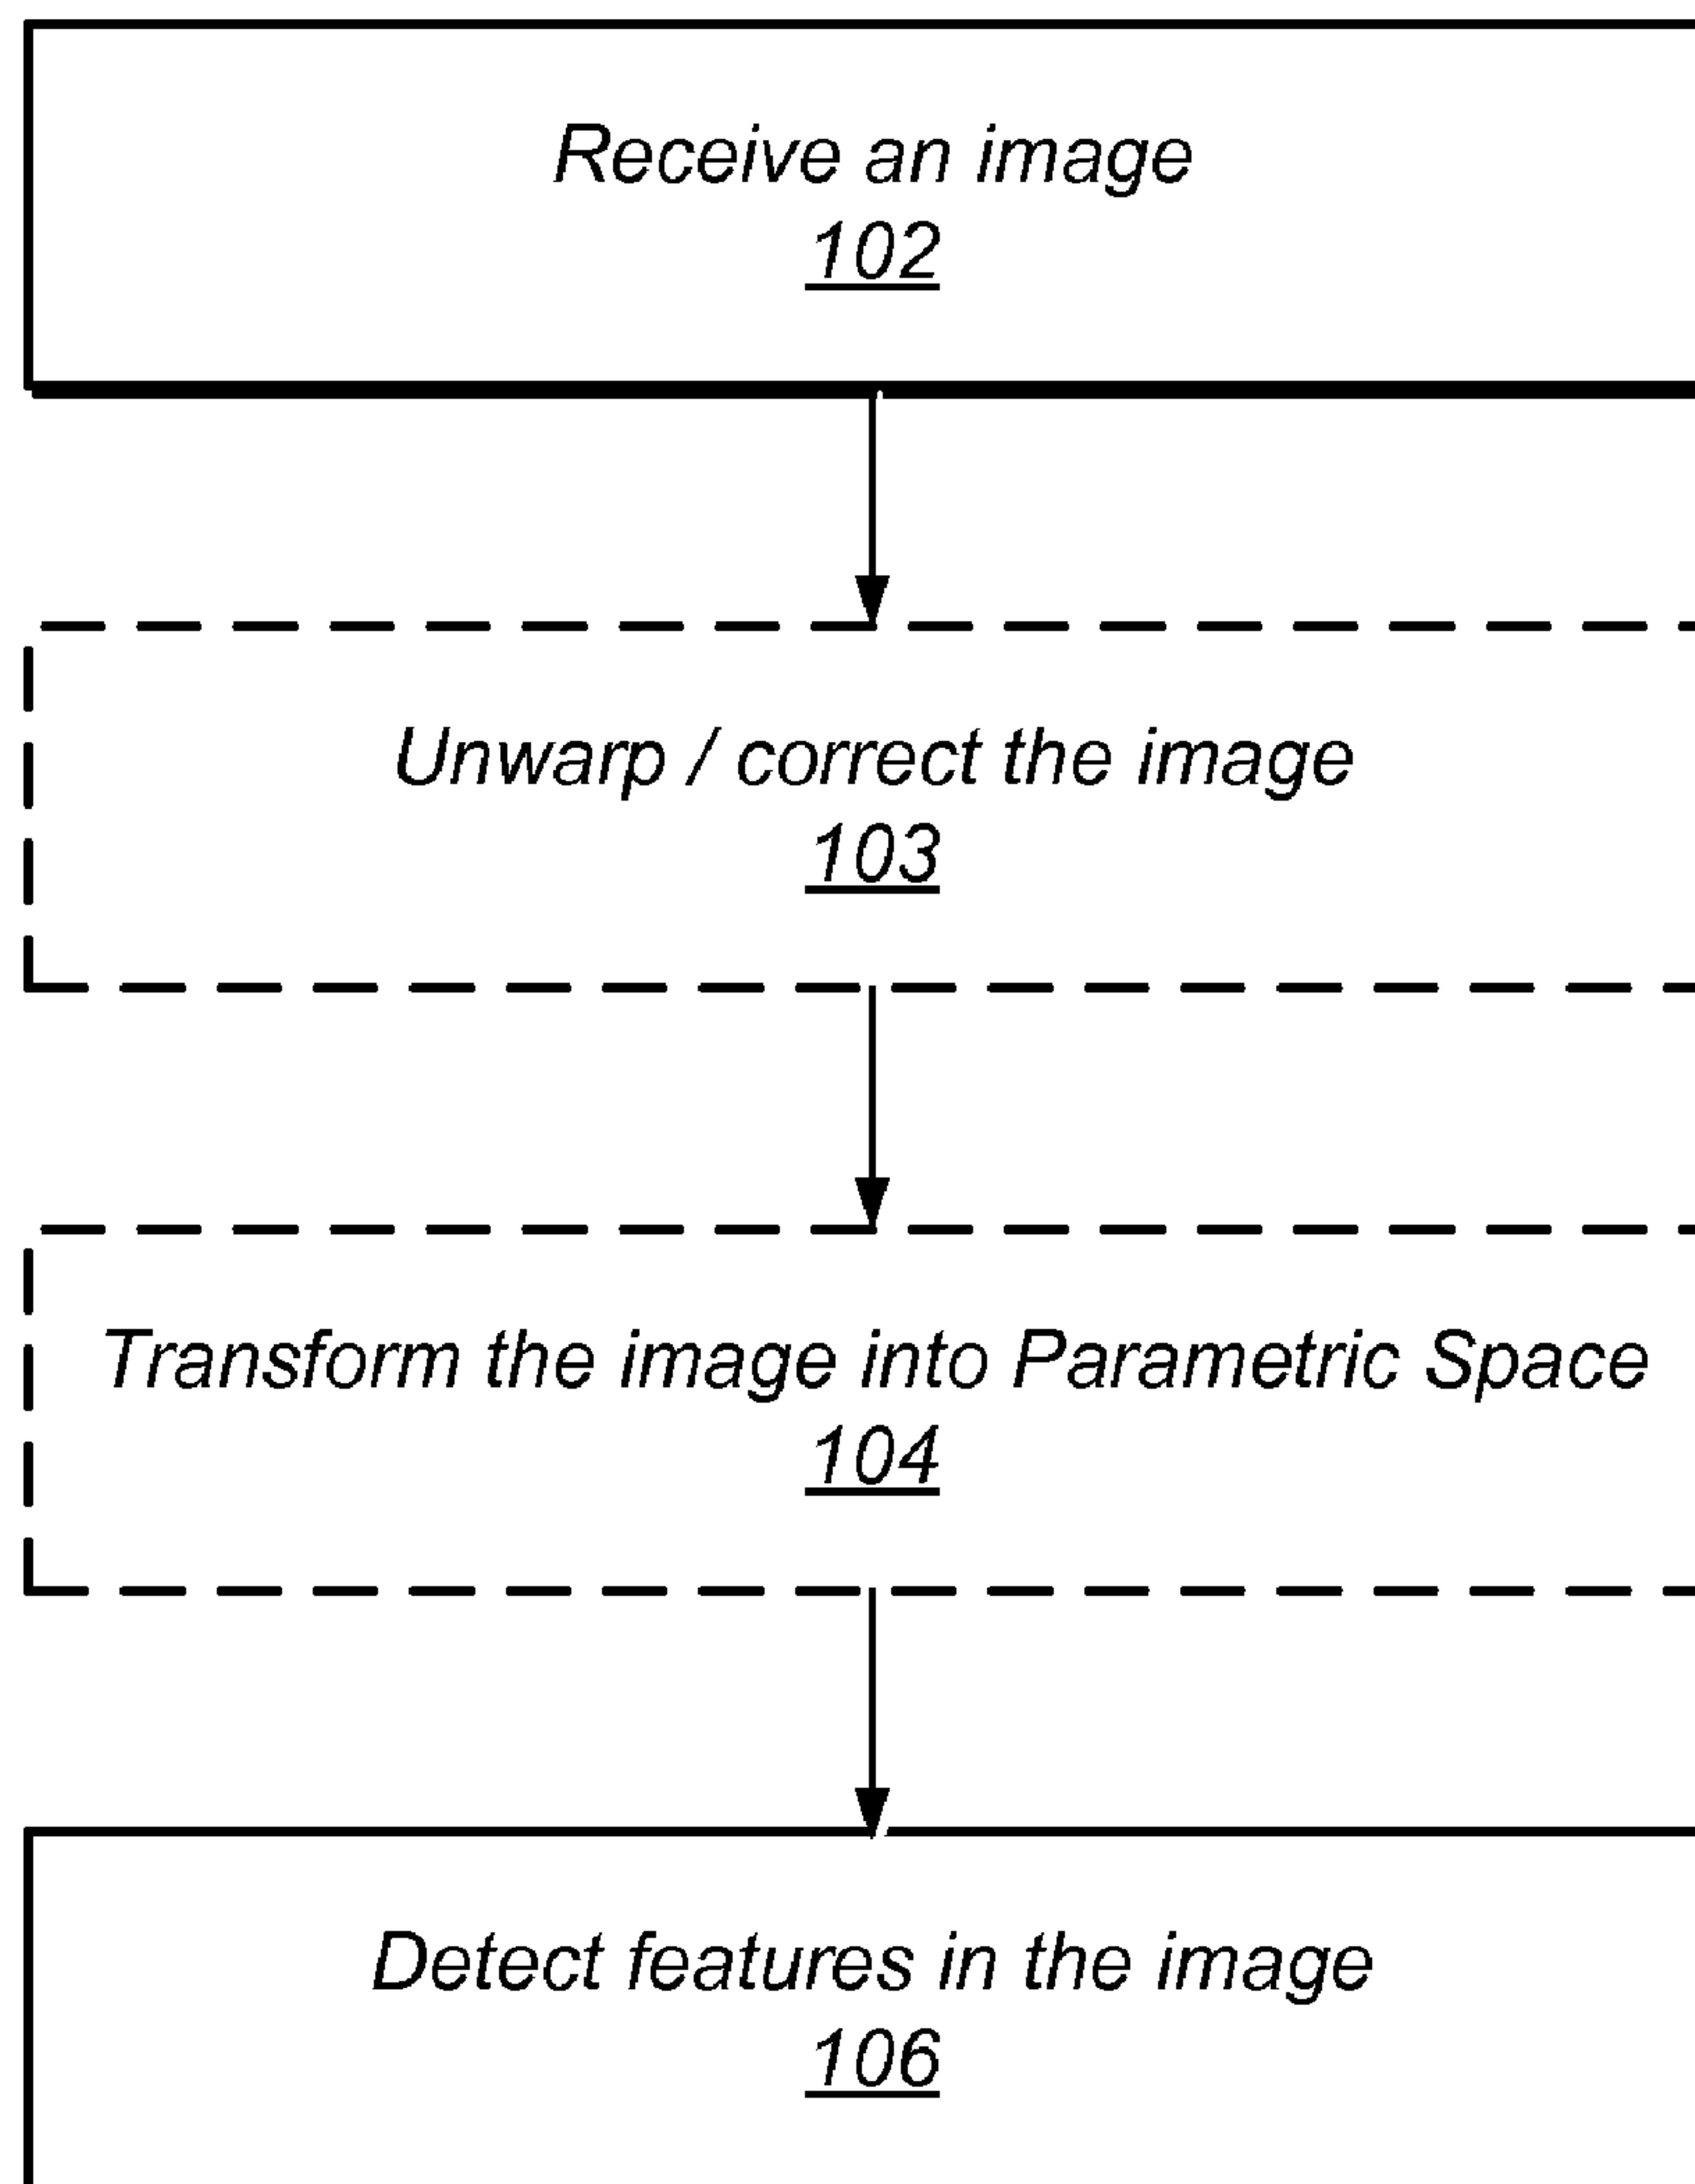 Receive an image
102
Unwarp / correct the image
103
Transform the image into Parametric Space
104
Detect features in the image
106